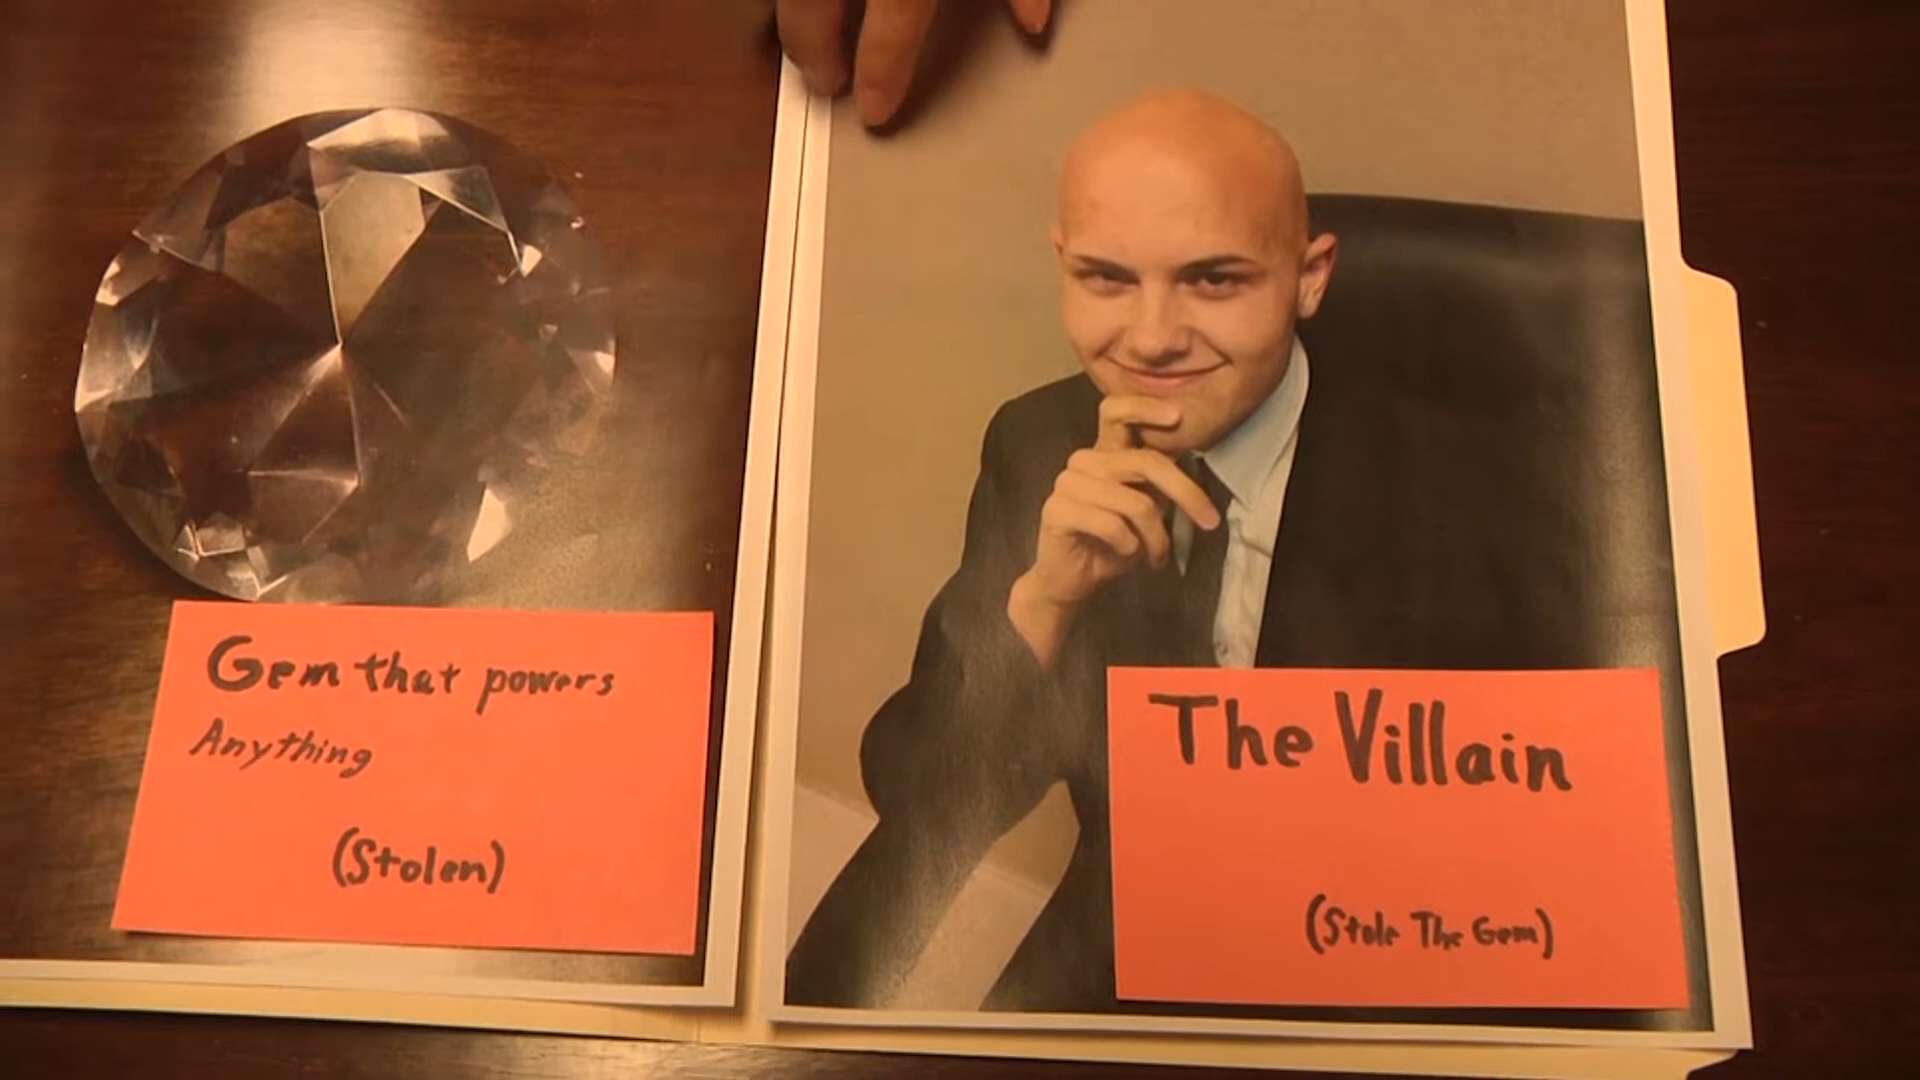 Gem that powers
Anything
(Stolen)
The Villain
(Stole The Gem)